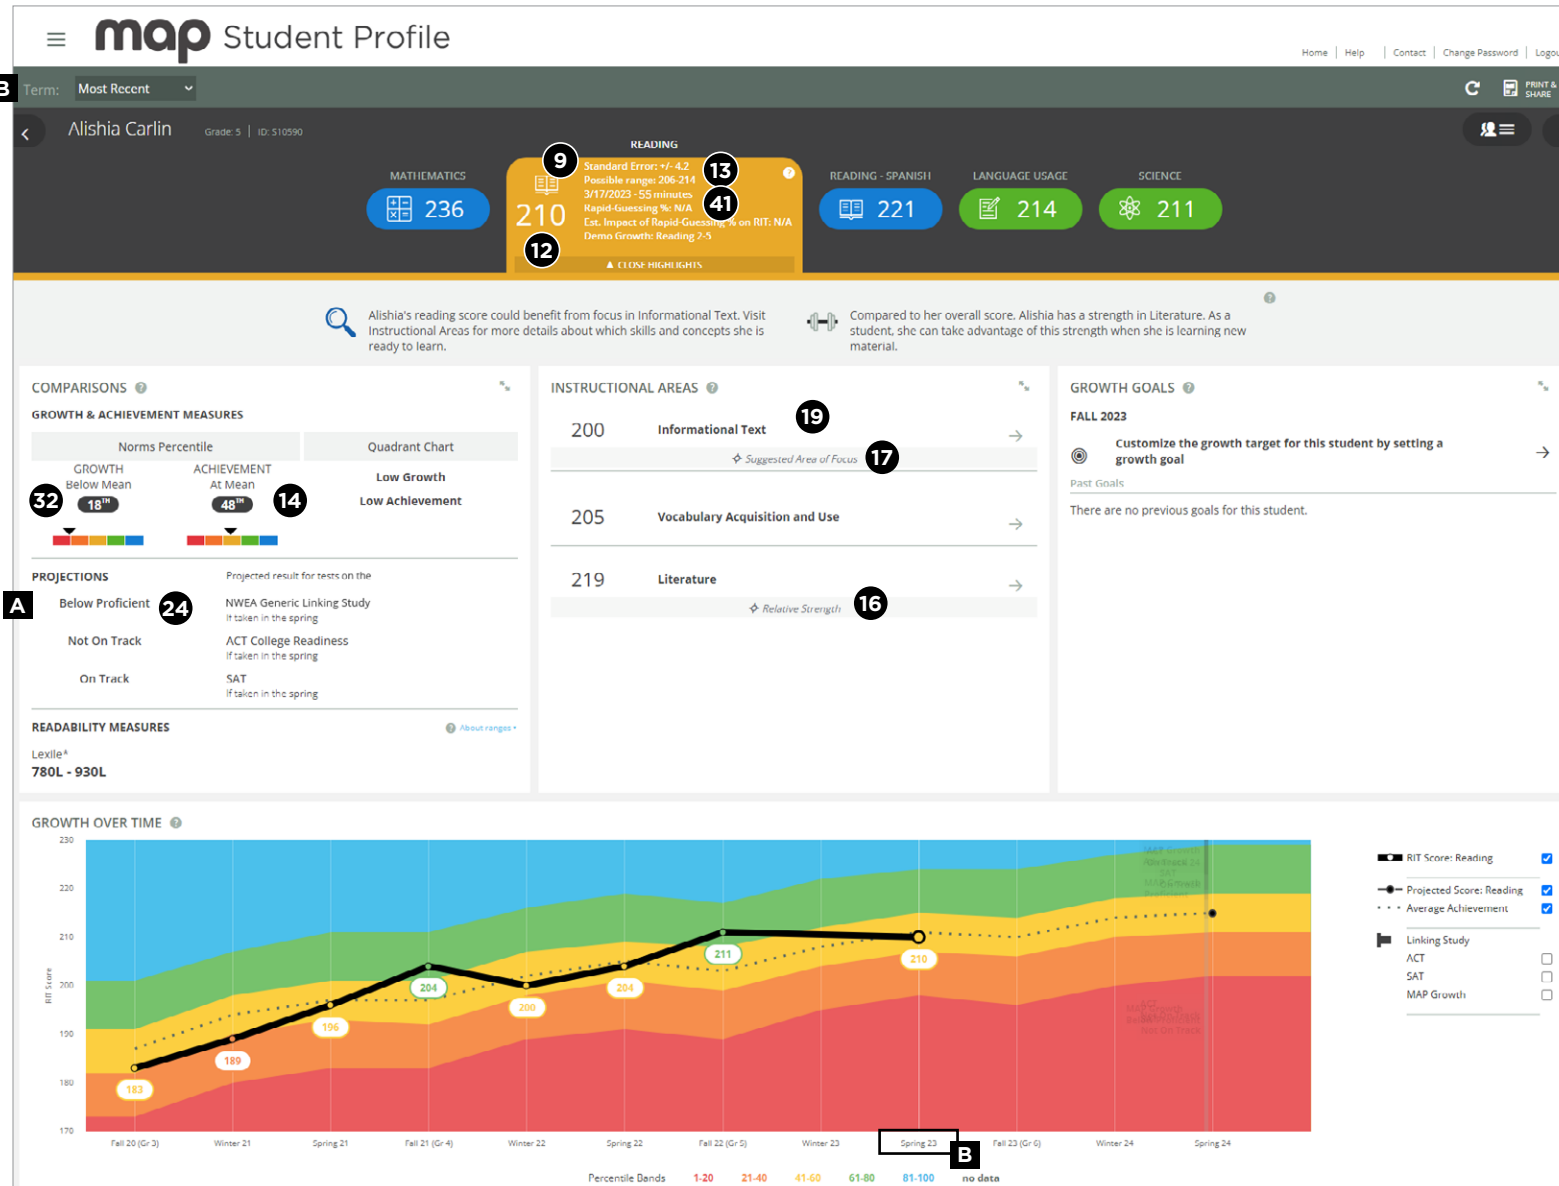 map Student Profile
Home | Help | Contact | Change Password | Logou
B Term: Most Recent
PRINT & SHARE
Alishia Carlin Grade: 5 | ID: S10590
READING
9 Standard Error: +/- 4.2 13
Possible range: 206-214
3/17/2023 - 55 minutes 41
Rapid-Guessing %: N/A
Est. Impact of Rapid-Guessing % on RIT: N/A
Demo Growth: Reading 2-5
210
12
CLOSE HIGHLIGHTS
MATHEMATICS
236
READING - SPANISH
221
LANGUAGE USAGE
214
SCIENCE
211
Alishia's reading score could benefit from focus in Informational Text. Visit
Instructional Areas for more details about which skills and concepts she is
ready to learn.
Compared to her overall score. Alishia has a strength in Literature. As a
student, she can take advantage of this strength when she is learning new
material.
COMPARISONS
GROWTH & ACHIEVEMENT MEASURES
Norms Percentile
Quadrant Chart
GROWTH
Below Mean
32 18TH
ACHIEVEMENT
At Mean
48TH 14
Low Growth
Low Achievement
PROJECTIONS
Projected result for tests on the
A Below Proficient 24
NWEA Generic Linking Study
If taken in the spring
Not On Track
ACT College Readiness
If taken in the spring
On Track
SAT
If taken in the spring
READABILITY MEASURES
About ranges
Lexile*
780L - 930L
INSTRUCTIONAL AREAS
200 Informational Text 19
Suggested Area of Focus 17
205 Vocabulary Acquisition and Use
219 Literature
Relative Strength 16
GROWTH GOALS
FALL 2023
Customize the growth target for this student by setting a
growth goal
Past Goals
There are no previous goals for this student.
GROWTH OVER TIME
RIT Score
230
220
210
200
190
180
170
183
189
196
204
200
204
211
210
Fall 20 (Gr 3) Winter 21 Spring 21 Fall 21 (Gr 4) Winter 22 Spring 22 Fall 22 (Gr 5) Winter 23 Spring 23 Fall 23 (Gr 6) Winter 24 Spring 24
B
Percentile Bands 1-20 21-40 41-60 61-80 81-100 no data
RIT Score: Reading
Projected Score: Reading
Average Achievement
Linking Study
ACT
SAT
MAP Growth